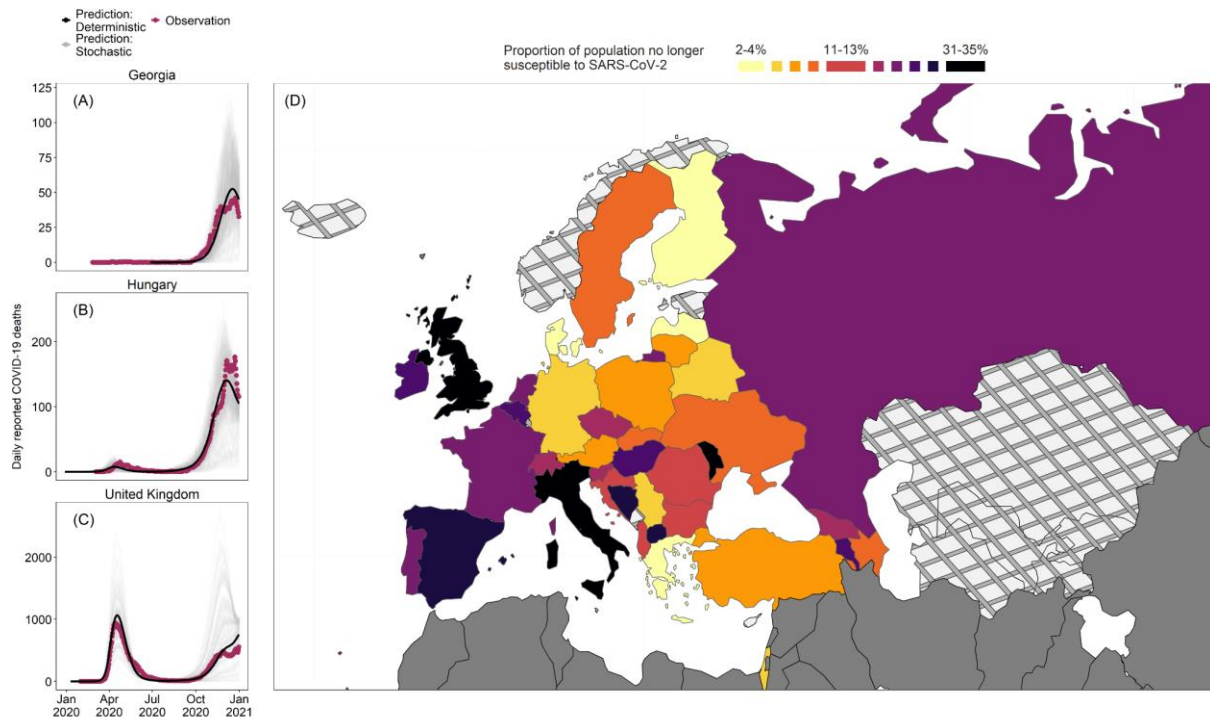 Prediction:
Deterministic
Observation
Prediction:
Stochastic
Georgia
(A)
125
100
75
50
25
0
Hungary
(B)
200
100
0
United Kingdom
(C)
2000
1000
0
Daily reported COVID-19 deaths
Jan
2020
Apr
2020
Jul
2020
Oct
2020
Jan
2021
Proportion of population no longer
susceptible to SARS-CoV-2
2-4%
11-13%
31-35%
(D)